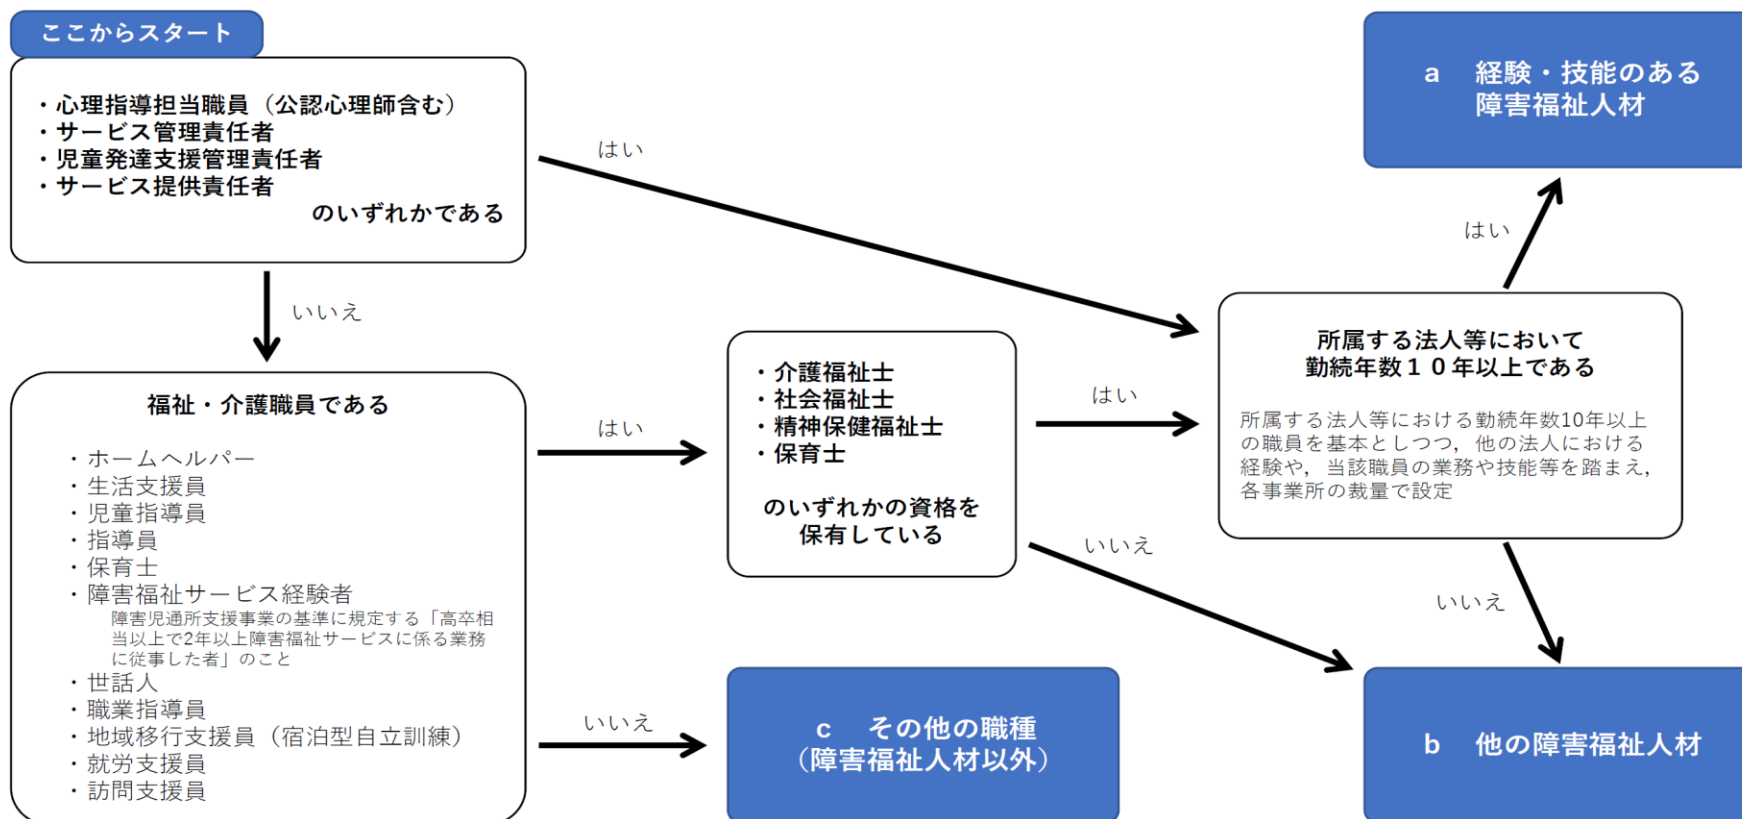 ここからスタート
・心理指導担当職員（公認心理師含む）
・サービス管理責任者
・児童発達支援管理責任者
・サービス提供責任者
のいずれかである
はい
いいえ
福祉・介護職員である
・ホームヘルパー
・生活支援員
・児童指導員
・指導員
・保育士
・障害福祉サービス経験者
障害児通所支援事業の基準に規定する「高卒相
当以上で2年以上障害福祉サービスに係る業務
に従事した者」のこと
・世話人
・職業指導員
・地域移行支援員（宿泊型自立訓練）
・就労支援員
・訪問支援員
はい
いいえ
・介護福祉士
・社会福祉士
・精神保健福祉士
・保育士
のいずれかの資格を
保有している
はい
いいえ
所属する法人等において
勤続年数１０年以上である
所属する法人等における勤続年数10年以上
の職員を基本としつつ，他の法人における
経験や，当該職員の業務や技能等を踏まえ，
各事業所の裁量で設定
はい
いいえ
a　経験・技能のある
障害福祉人材
b　他の障害福祉人材
c　その他の職種
（障害福祉人材以外）